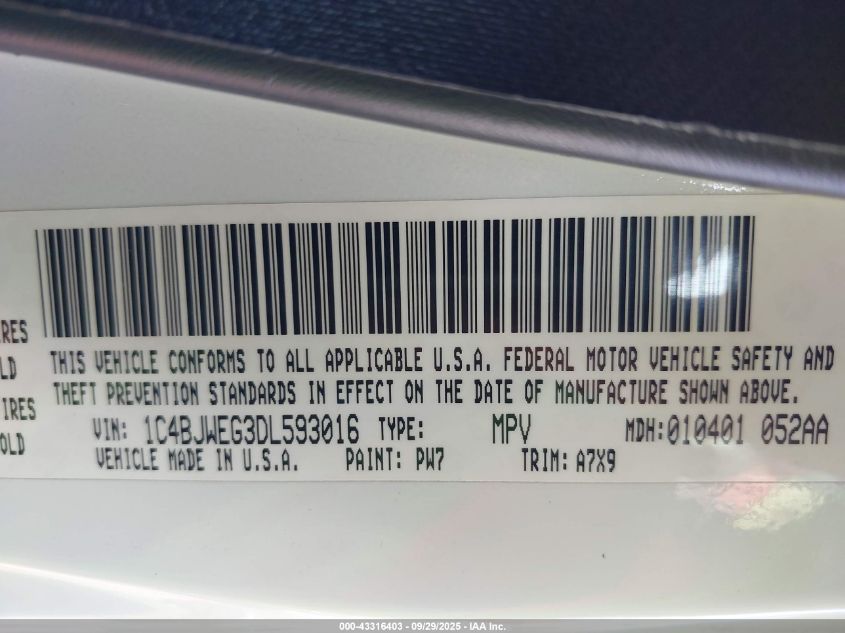 IRES
LD
THIS VEHICLE CONFORMS TO ALL APPLICABLE U.S.A. FEDERAL MOTOR VEHICLE SAFETY AND
THEFT PREVENTION STANDARDS IN EFFECT ON THE DATE OF MANUFACTURE SHOWN ABOVE.
IRES
OLD
VIN: 1C4BJWEG3DL593016 TYPE: MPV MDH:010401 052AA
VEHICLE MADE IN U.S.A. PAINT: PW7 TRIM: A7X9
000-43316403 - 09/29/2025 - IAA Inc.